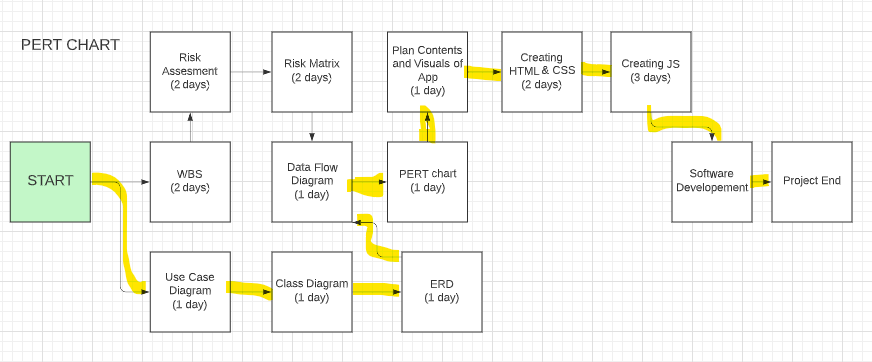 PERT CHART
Risk
Assesment
(2 days)
Risk Matrix
(2 days)
Plan Contents
and Visuals of
App
(1 day)
Creating
HTML & CSS
(2 days)
Creating JS
(3 days)
START
WBS
(2 days)
Data Flow
Diagram
(1 day)
PERT chart
(1 day)
Software
Developement
Project End
Use Case
Diagram
(1 day)
Class Diagram
(1 day)
ERD
(1 day)